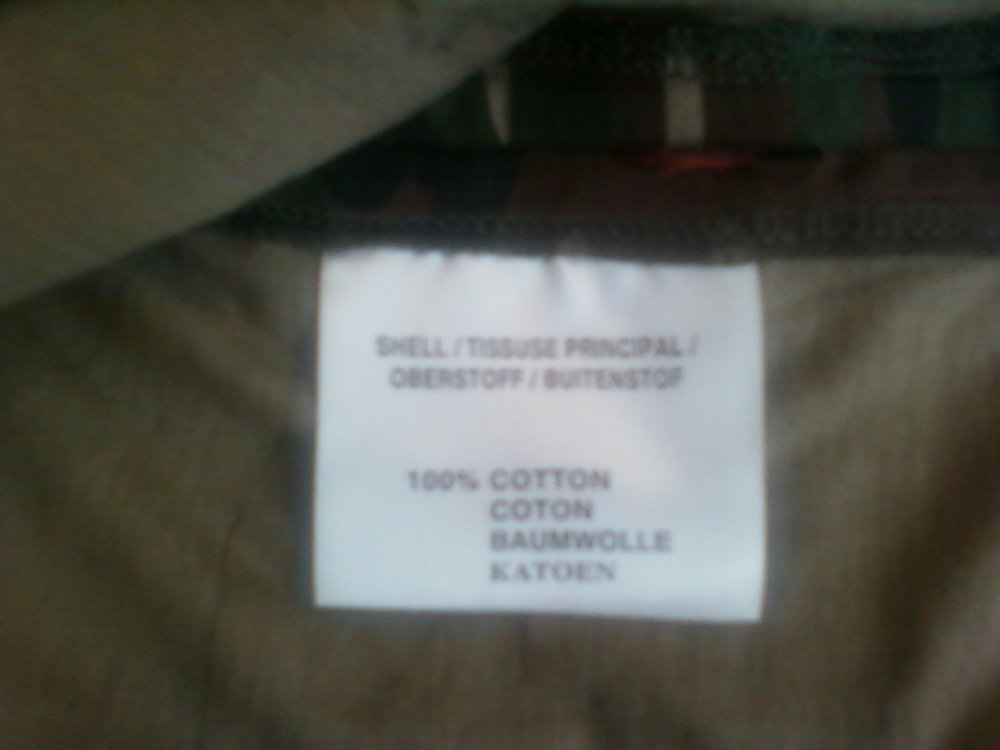 SHELL / TISSUSE PRINCIPAL /
OBERSTOFF / BUITENSTOF
100% COTTON
COTON
BAUMWOLLE
KATOEN